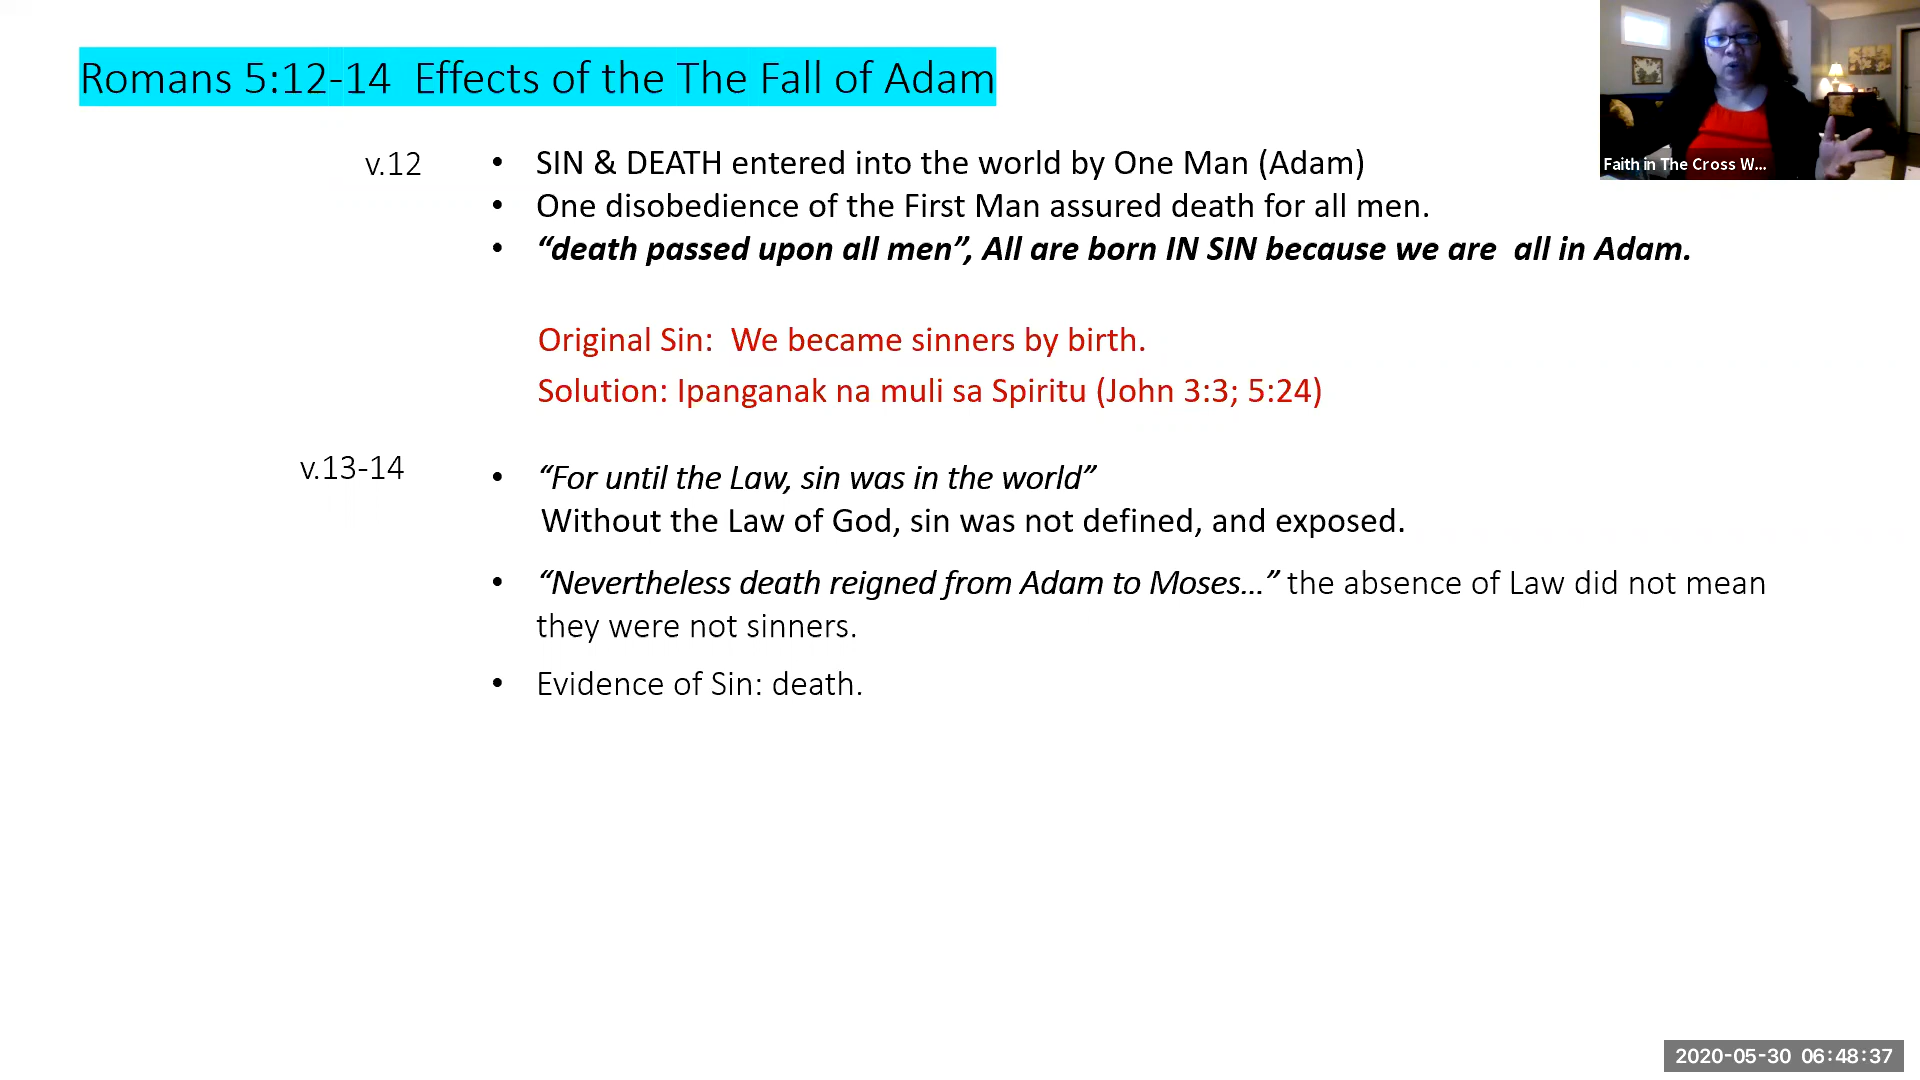 Romans 5:12-14  Effects of the The Fall of Adam
Faith in The Cross W...
v.12
• SIN & DEATH entered into the world by One Man (Adam)
• One disobedience of the First Man assured death for all men.
• “death passed upon all men”, All are born IN SIN because we are  all in Adam.
Original Sin:  We became sinners by birth.
Solution: Ipanganak na muli sa Spiritu (John 3:3; 5:24)
v.13-14
• “For until the Law, sin was in the world”
Without the Law of God, sin was not defined, and exposed.
• “Nevertheless death reigned from Adam to Moses...” the absence of Law did not mean
they were not sinners.
• Evidence of Sin: death.
2020-05-30 06:48:37